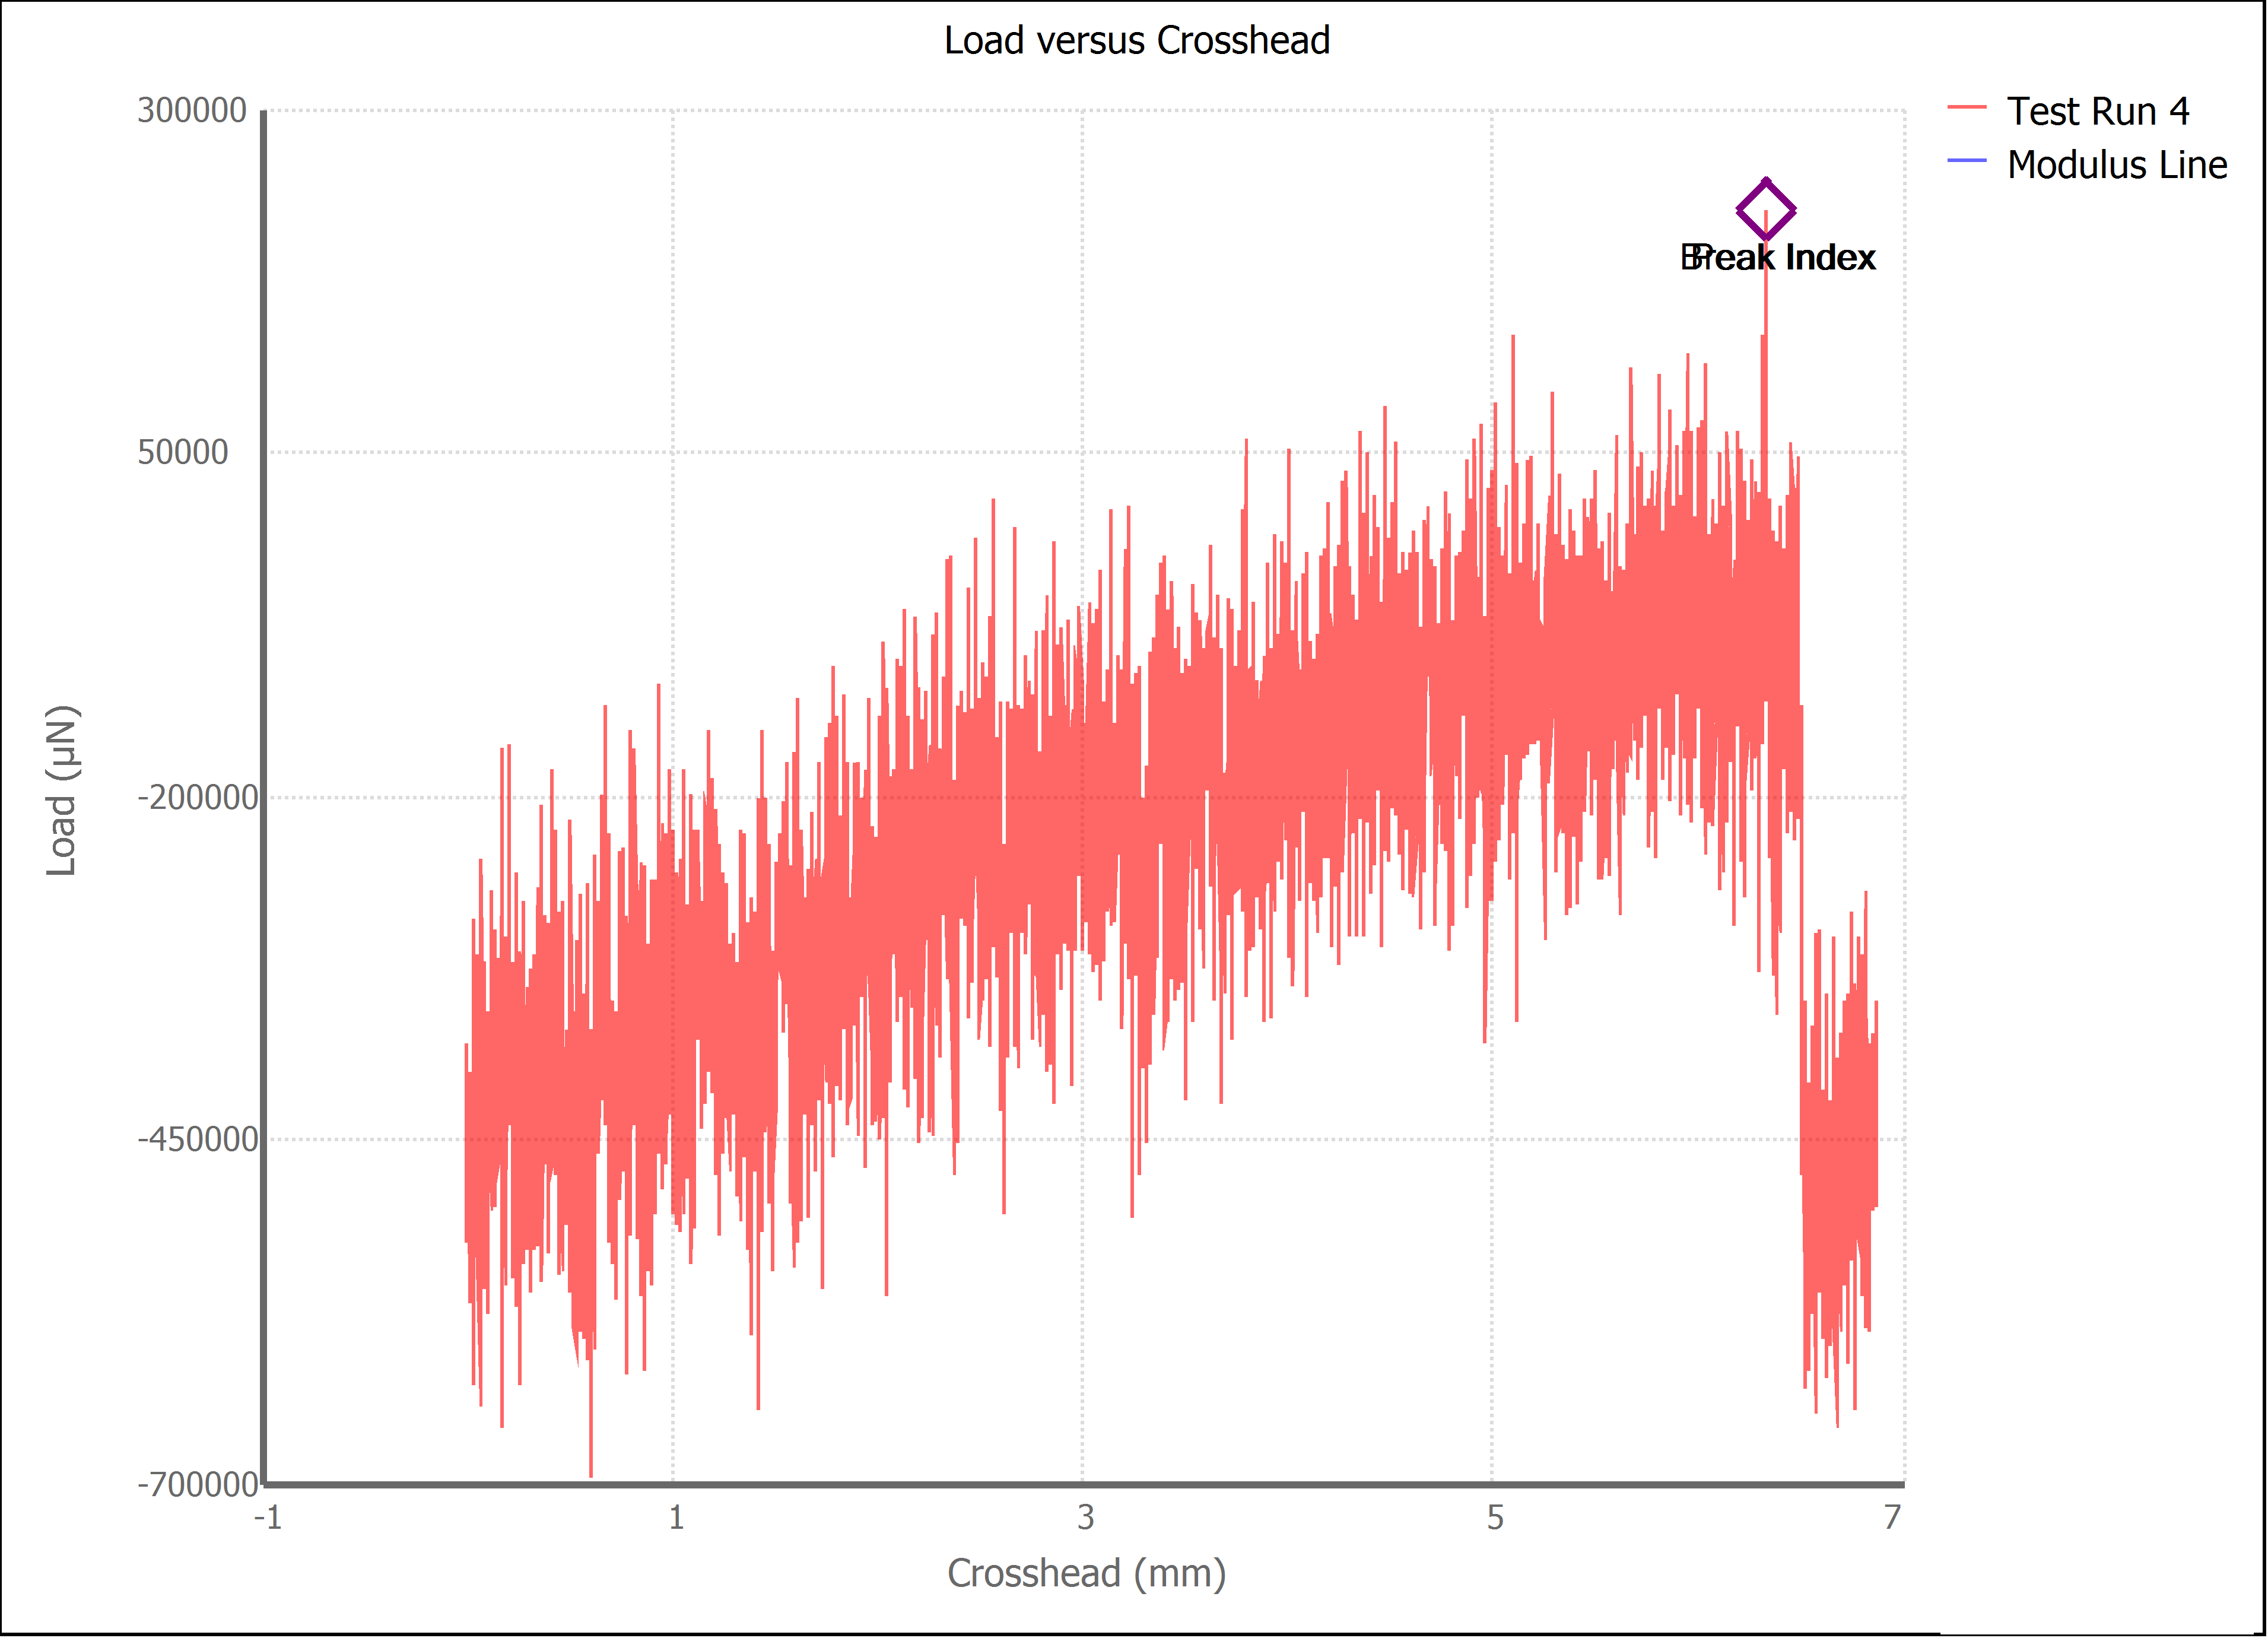 Load versus Crosshead
Test Run 4
Modulus Line
300000
50000
-200000
-450000
-700000
Load (µN)
Break Index
-1
1
3
5
7
Crosshead (mm)